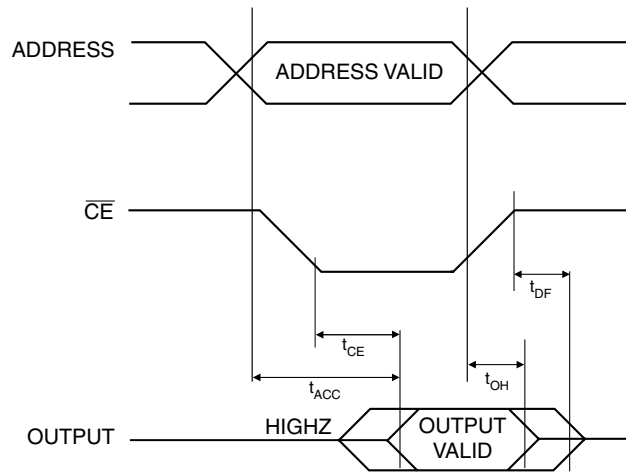 ADDRESS
ADDRESS VALID
CE
tDF
tCE
tOH
tACC
HIGHZ
OUTPUT
OUTPUT
VALID